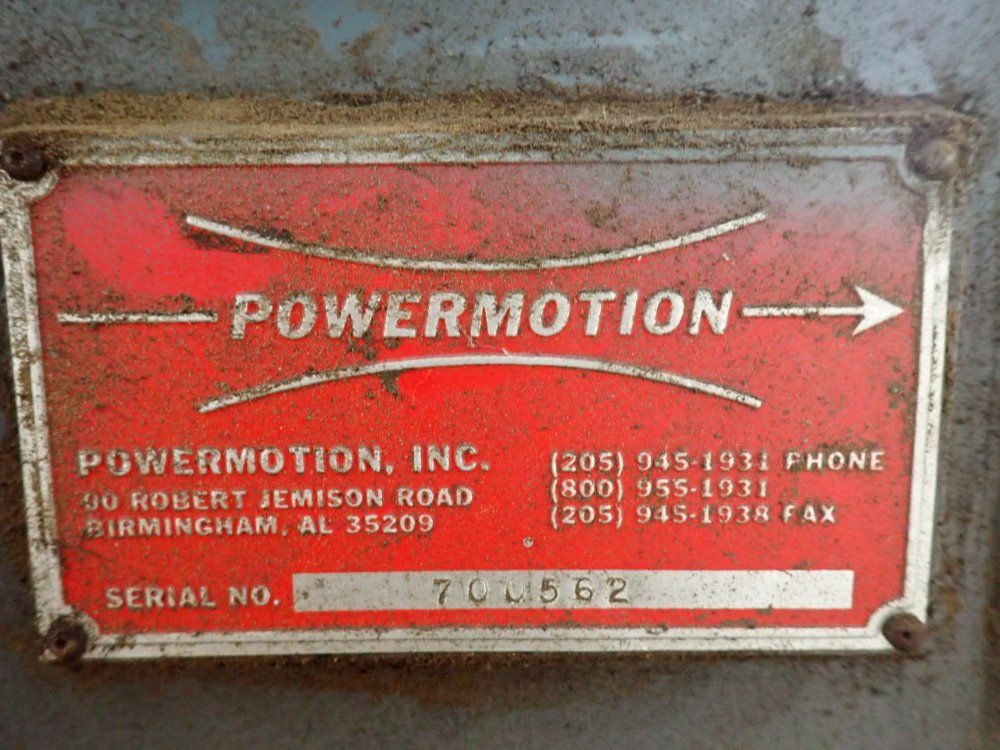 POWERMOTION
POWERMOTION, INC.
90 ROBERT JEMISON ROAD
BIRMINGHAM, AL 35209
(205) 945-1931 PHONE
(800) 955-1931
(205) 945-1938 FAX
SERIAL NO. 700562